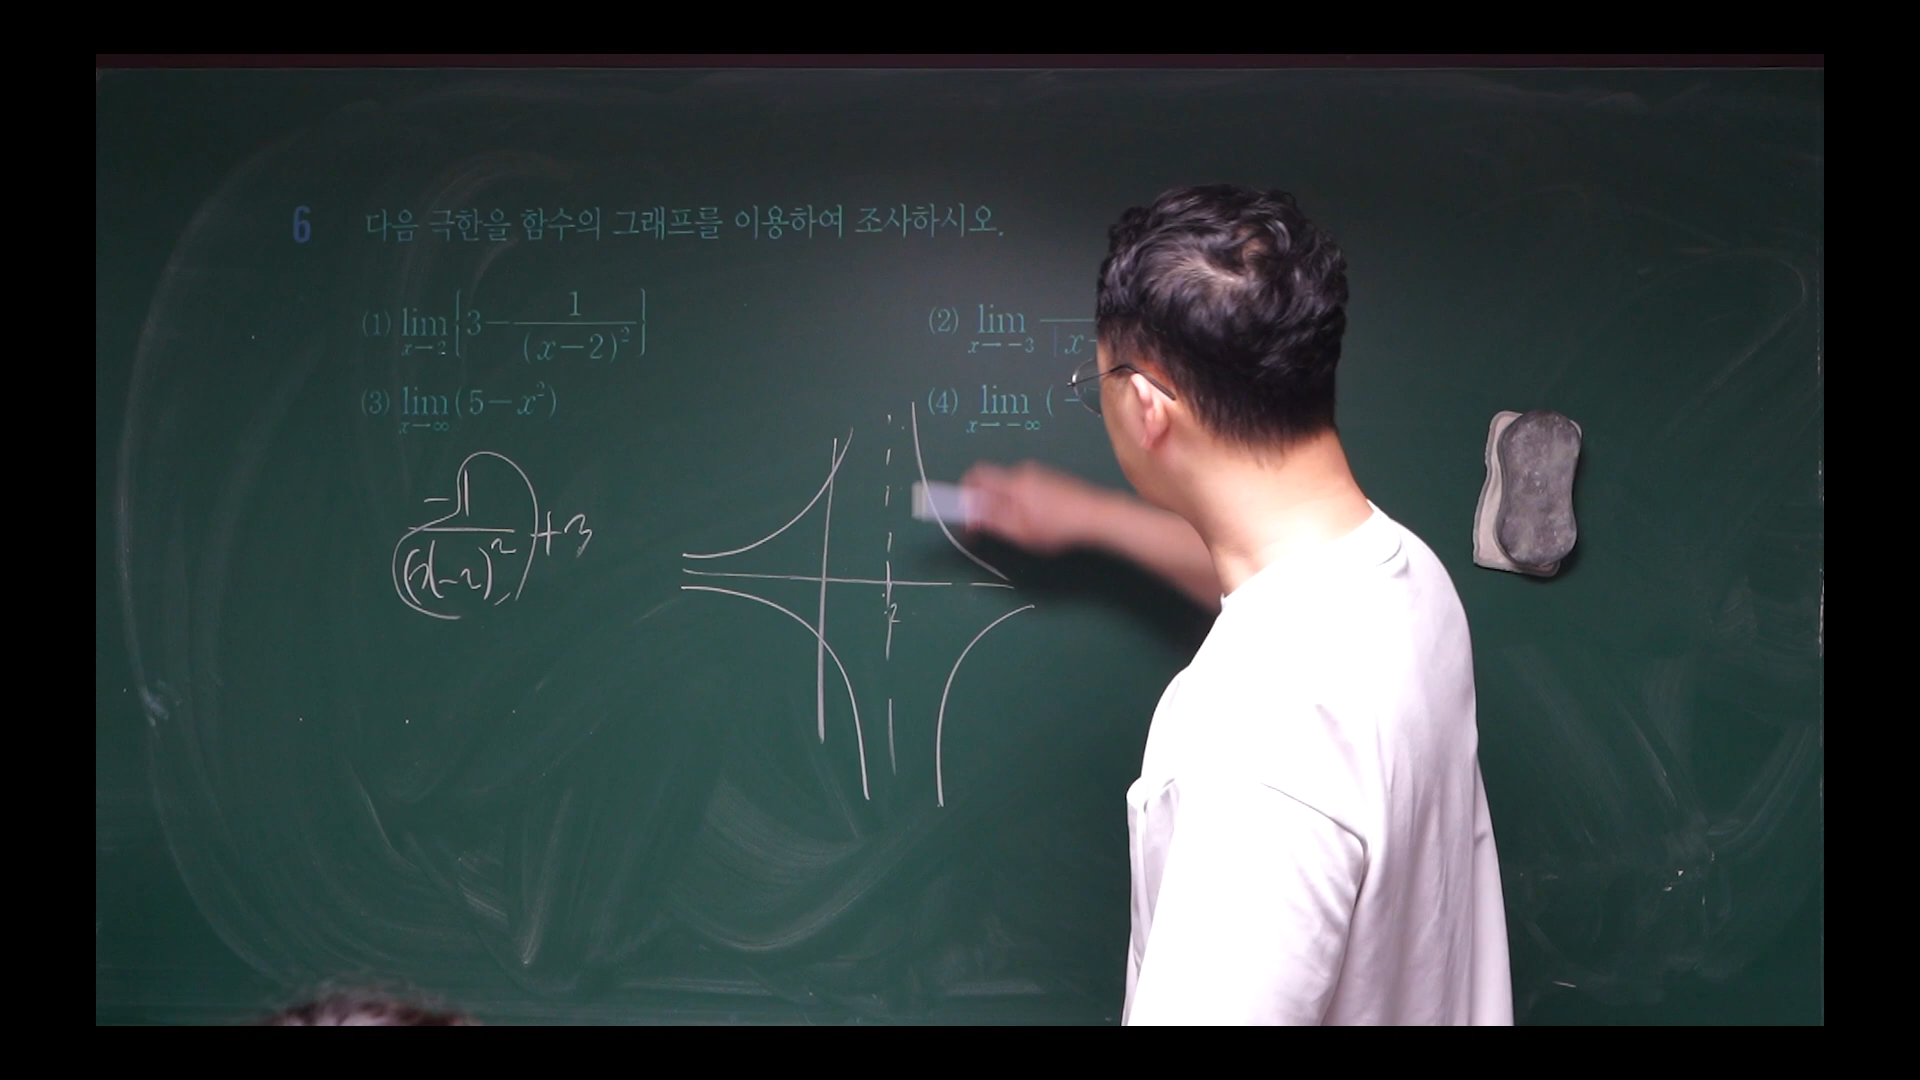 6 다음 극한을 함수의 그래프를 이용하여 조사하시오.
(1) lim x→2 {3 − 1/(x−2)²}
(2) lim x→−3 1/|x
(3) lim x→∞ (5−x²)
(4) lim x→−∞ (−
−1/(x−2)² +3
2